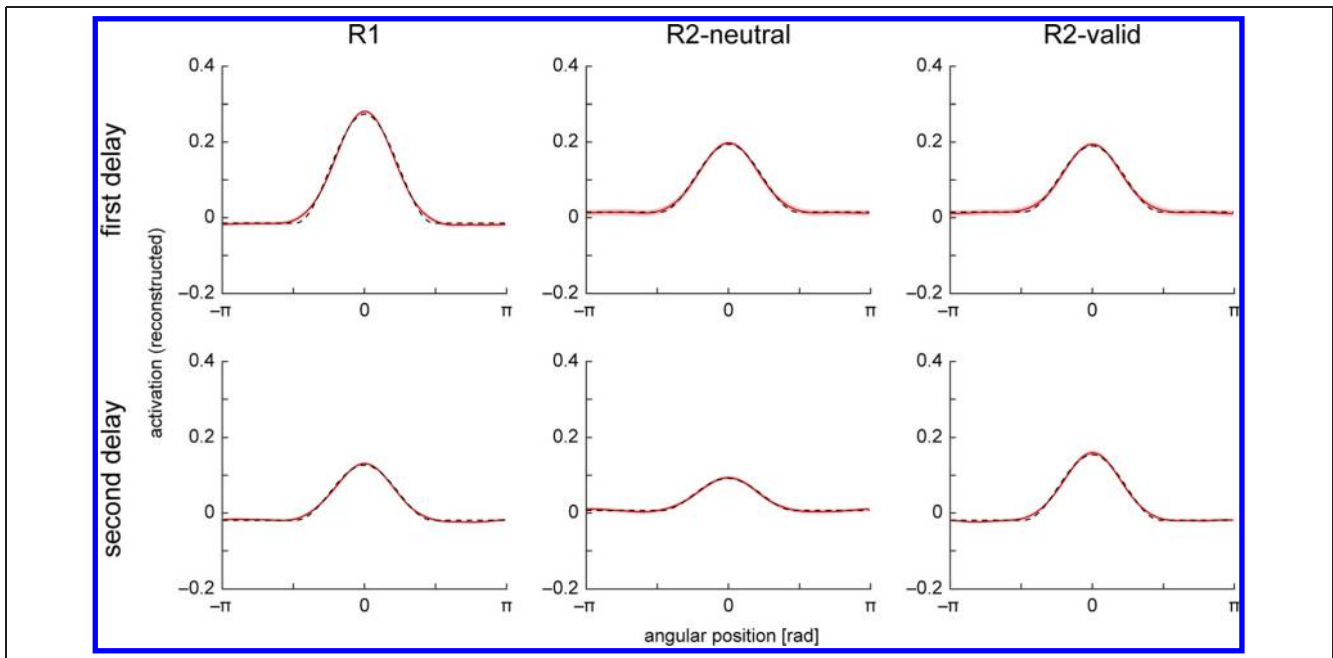 R1
R2-neutral
R2-valid
first delay
second delay
activation (reconstructed)
0.4
0.2
0
–0.2
–π
0
π
0.4
0.2
0
–0.2
–π
0
π
0.4
0.2
0
–0.2
–π
0
π
0.4
0.2
0
–0.2
–π
0
π
0.4
0.2
0
–0.2
–π
0
π
0.4
0.2
0
–0.2
–π
0
π
angular position [rad]